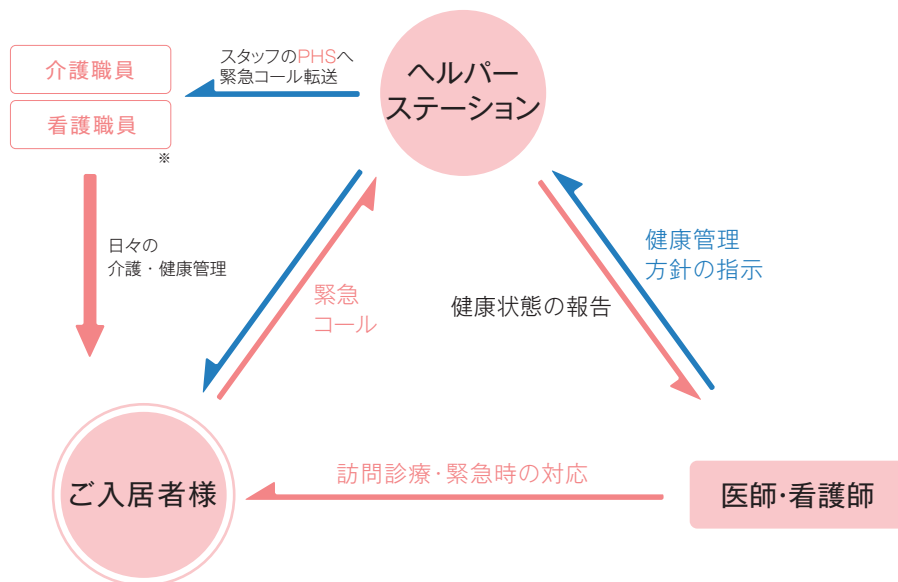 介護職員
看護職員
※
スタッフのPHSへ
緊急コール転送
ヘルパー
ステーション
日々の
介護・健康管理
緊急
コール
健康状態の報告
健康管理
方針の指示
ご入居者様
訪問診療・緊急時の対応
医師・看護師